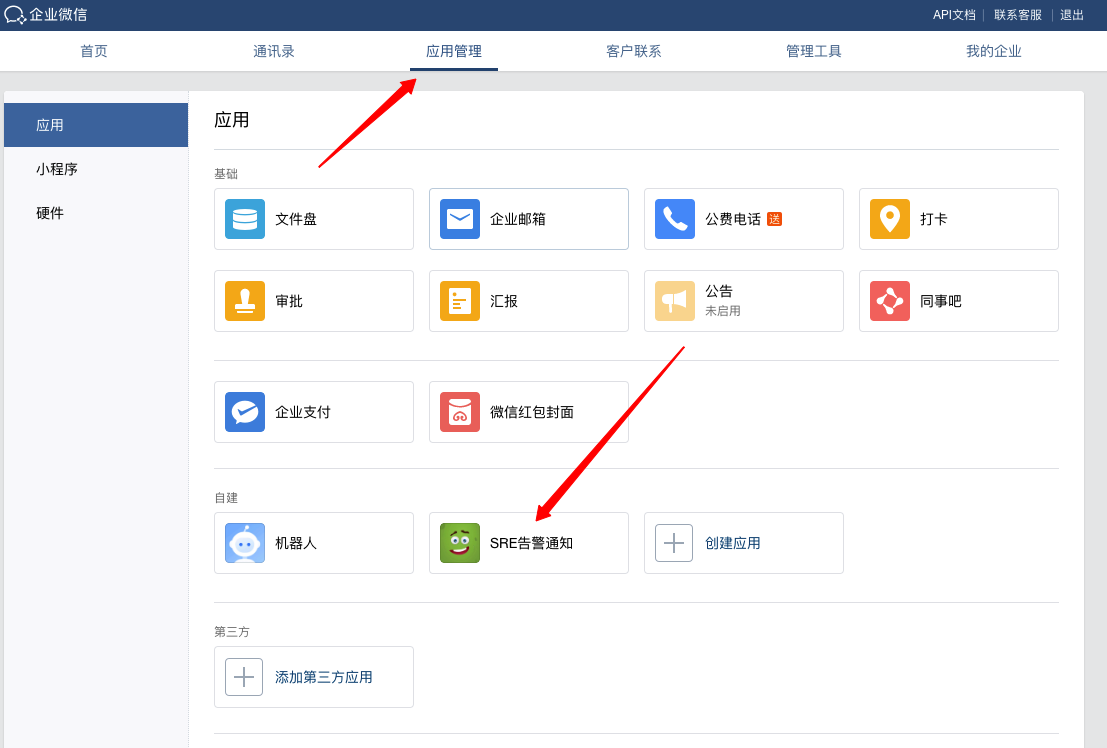 企业微信
API文档 联系客服 退出
首页 通讯录 应用管理 客户联系 管理工具 我的企业
应用
小程序
硬件
应用
基础
文件盘 企业邮箱 公费电话 送 打卡
审批 汇报 公告 同事吧
未启用
企业支付 微信红包封面
自建
机器人 SRE告警通知 创建应用
第三方
添加第三方应用